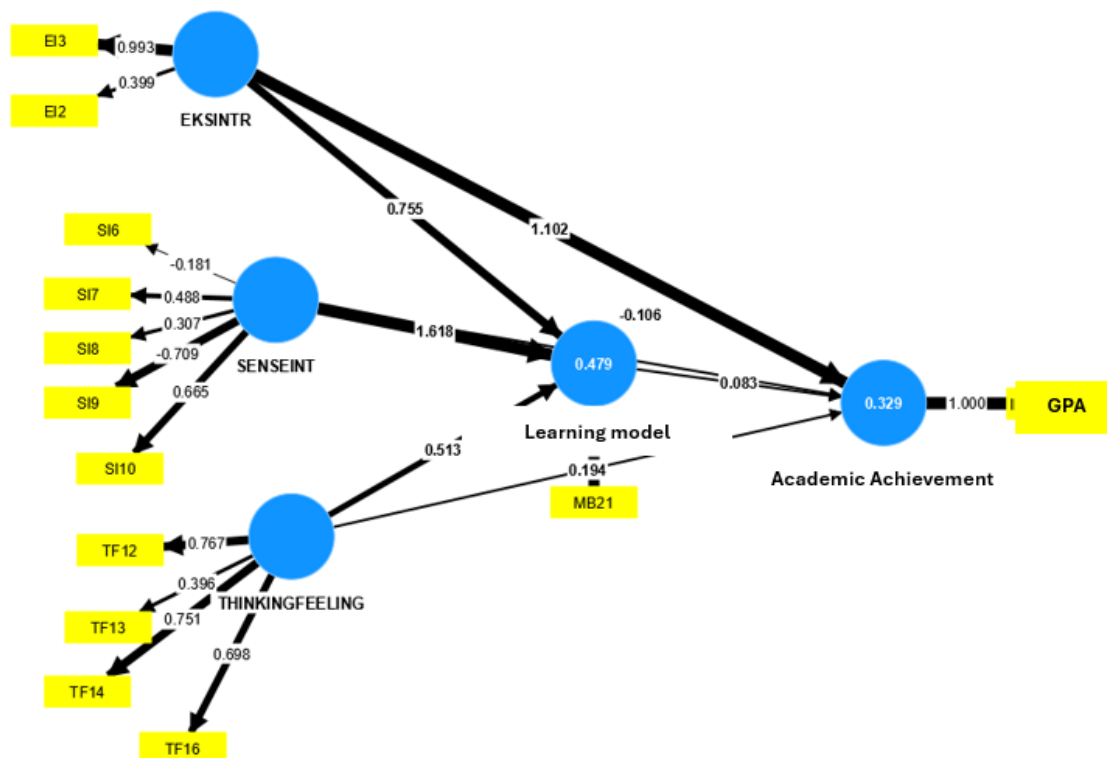 EI3
0.993
0.399
EI2
EKSINTR
0.755
1.102
SI6
-0.181
SI7
0.488
0.307
SI8
-0.709
SI9
0.665
SI10
SENSEINT
1.618
-0.106
0.479
0.083
0.329
1.000
GPA
Learning model
Academic Achievement
0.513
0.194
MB21
TF12
0.767
0.396
THINKINGFEELING
TF13
0.751
0.698
TF14
TF16